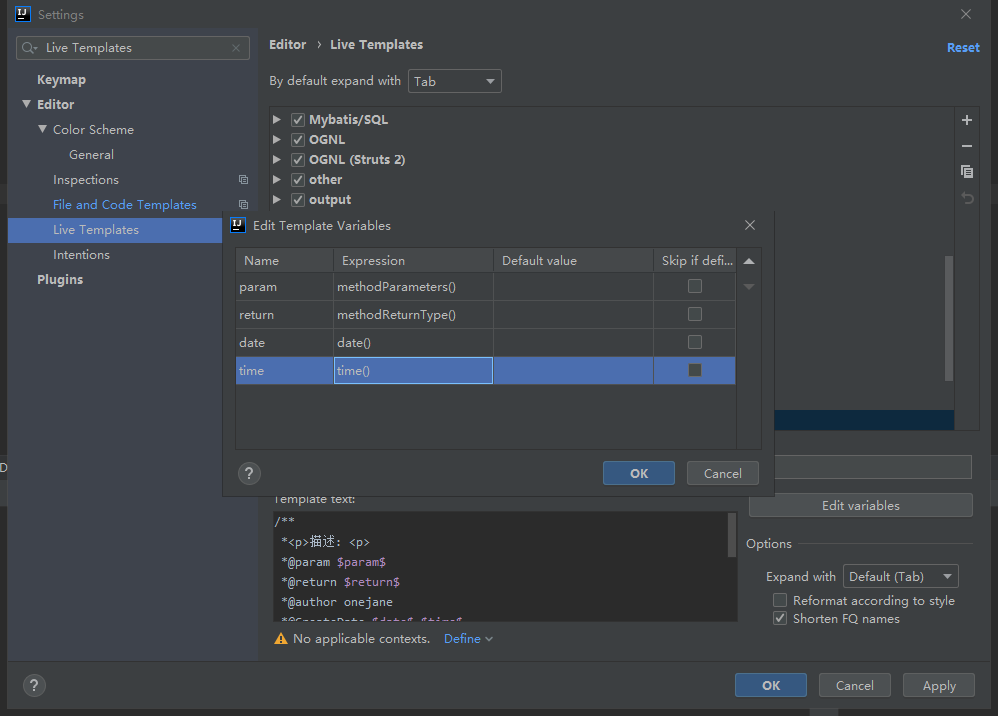 Settings
Live Templates
Editor › Live Templates
Reset
Keymap
Editor
Color Scheme
General
Inspections
File and Code Templates
Live Templates
Intentions
Plugins
By default expand with Tab
Mybatis/SQL
OGNL
OGNL (Struts 2)
other
output
Edit Template Variables
Name Expression Default value Skip if defi...
param methodParameters()
return methodReturnType()
date date()
time time()
? OK Cancel
D
Edit variables
Template text:
/**
*<p>描述: <p>
*@param $param$
*@return $return$
*@author onejane
*@CreateDate $date$ $time$
Options
Expand with Default (Tab)
Reformat according to style
Shorten FQ names
No applicable contexts. Define
? OK Cancel Apply